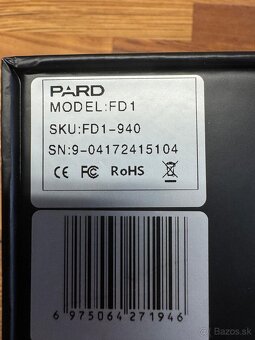 PARD
MODEL:FD1
SKU:FD1-940
SN:9-04172415104
CE FC RoHS
6 975064 271946
Bazos.sk